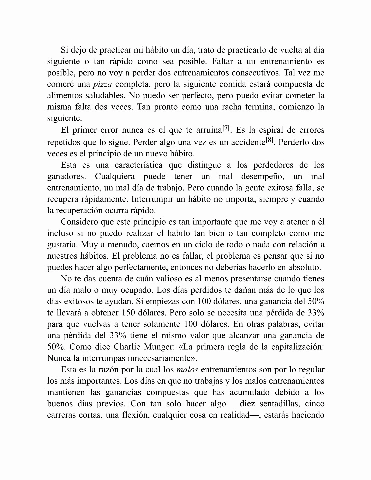 Si dejo de practicar mi hábito un día, trato de practicarlo de vuelta al día
siguiente o tan rápido como sea posible. Faltar a un entrenamiento es
posible, pero no voy a perder dos entrenamientos consecutivos. Tal vez me
comeré una pizza completa, pero la siguiente comida estará compuesta de
alimentos saludables. No puedo ser perfecto, pero puedo evitar cometer la
misma falta dos veces. Tan pronto como una racha termina, comienzo la
siguiente.
El primer error nunca es el que te arruina[7]. Es la espiral de errores
repetidos que lo sigue. Perder algo una vez es un accidente[8]. Perderlo dos
veces es el principio de un nuevo hábito.
Esta es una característica que distingue a los perdedores de los
ganadores. Cualquiera puede tener un mal desempeño, un mal
entrenamiento, un mal día de trabajo. Pero cuando la gente exitosa falla, se
recupera rápidamente. Interrumpir un hábito no importa, siempre y cuando
la recuperación ocurra rápido.
Considero que este principio es tan importante que me voy a atener a él
incluso si no puedo realizar el hábito tan bien o tan completo como me
gustaría. Muy a menudo, caemos en un ciclo de todo o nada con relación a
nuestros hábitos. El problema no es fallar, el problema es pensar que si no
puedes hacer algo perfectamente, entonces no deberías hacerlo en absoluto.
No te das cuenta de cuán valioso es al menos presentarse cuando tienes
un día malo o muy ocupado. Los días perdidos te dañan más de lo que los
días exitosos te ayudan. Si empiezas con 100 dólares, una ganancia del 50%
te llevará a obtener 150 dólares. Pero solo se necesita una pérdida de 33%
para que vuelvas a tener solamente 100 dólares. En otras palabras, evitar
una pérdida del 33% tiene el mismo valor que alcanzar una ganancia de
50%. Como dice Charlie Munger: «La primera regla de la capitalización:
Nunca la interrumpas innecesariamente».
Esta es la razón por la cual los malos entrenamientos son por lo regular
los más importantes. Los días en que no trabajas y los malos entrenamientos
mantienen las ganancias compuestas que has acumulado debido a los
buenos días previos. Con tan solo hacer algo —diez sentadillas, cinco
carreras cortas, una flexión, cualquier cosa en realidad—, estarás haciendo